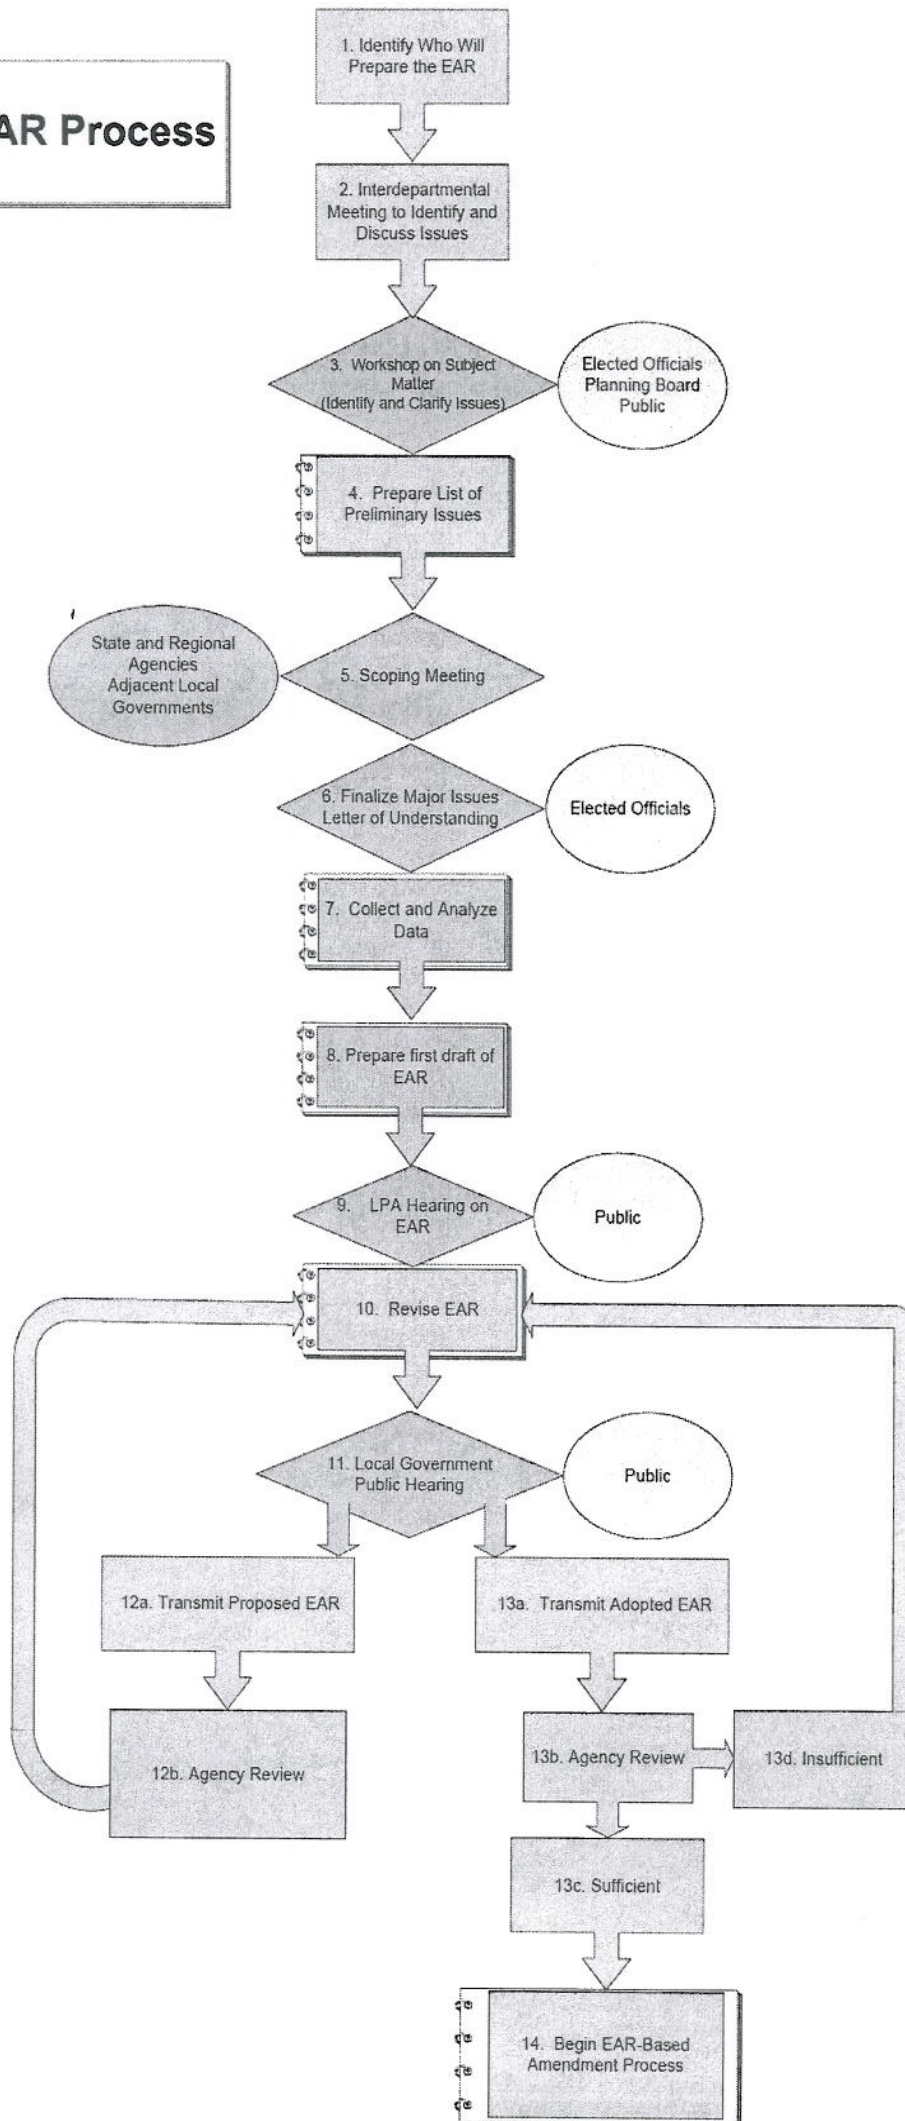 1. Identify Who Will
Prepare the EAR
AR Process
2. Interdepartmental
Meeting to Identify and
Discuss Issues
3. Workshop on Subject
Matter
(Identify and Clarify Issues)
Elected Officials
Planning Board
Public
4. Prepare List of
Preliminary Issues
State and Regional
Agencies
Adjacent Local
Governments
5. Scoping Meeting
6. Finalize Major Issues
Letter of Understanding
Elected Officials
7. Collect and Analyze
Data
8. Prepare first draft of
EAR
9. LPA Hearing on
EAR
Public
10. Revise EAR
11. Local Government
Public Hearing
Public
12a. Transmit Proposed EAR
13a. Transmit Adopted EAR
12b. Agency Review
13b. Agency Review
13d. Insufficient
13c. Sufficient
14. Begin EAR-Based
Amendment Process